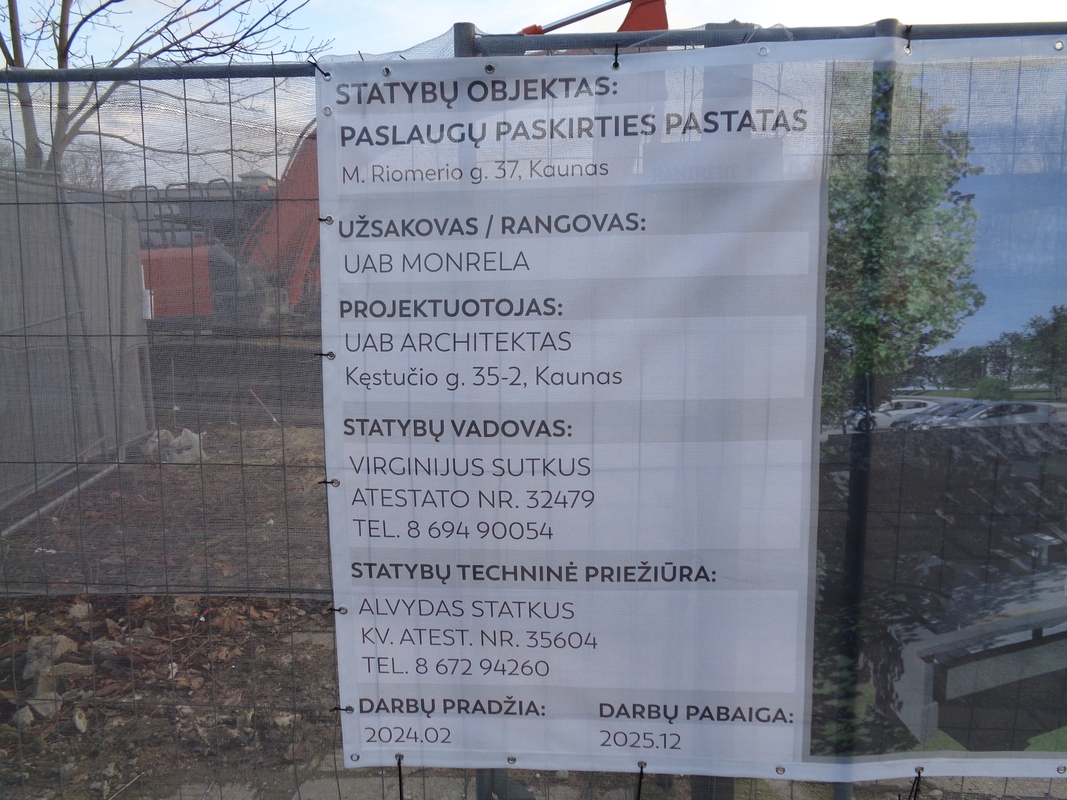 STATYBŲ OBJEKTAS:
PASLAUGŲ PASKIRTIES PASTATAS
M. Riomerio g. 37, Kaunas
UŽSAKOVAS / RANGOVAS:
UAB MONRELA
PROJEKTUOTOJAS:
UAB ARCHITEKTAS
Kęstučio g. 35-2, Kaunas
STATYBŲ VADOVAS:
VIRGINIJUS SUTKUS
ATESTATO NR. 32479
TEL. 8 694 90054
STATYBŲ TECHNINĖ PRIEŽIŪRA:
ALVYDAS STATKUS
KV. ATEST. NR. 35604
TEL. 8 672 94260
DARBŲ PRADŽIA: DARBŲ PABAIGA:
2024.02 2025.12